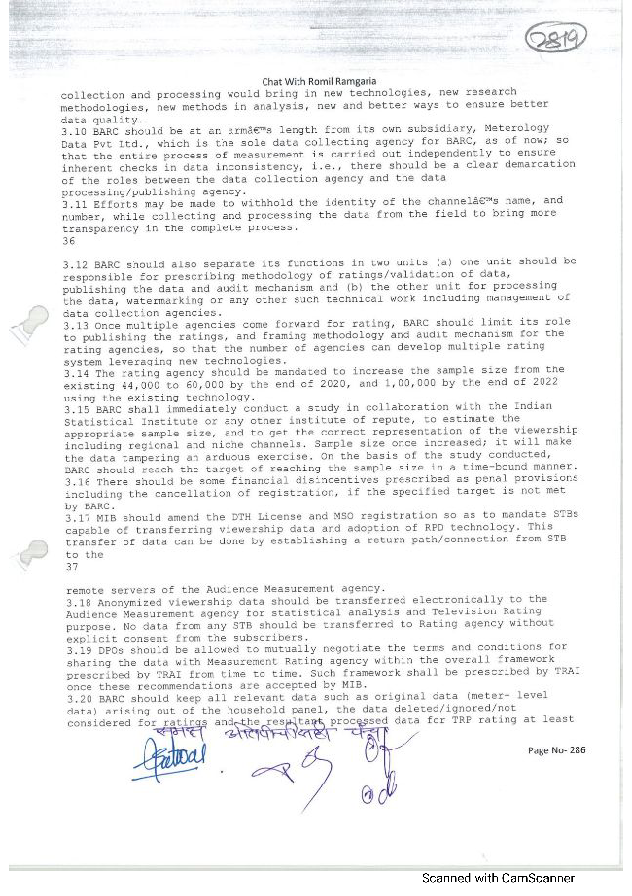 2819
Chat With Romil Ramgaria
collection and processing would bring in new technologies, new research
methodologies, new methods in analysis, new and better ways to ensure better
data quality.
3.10 BARC should be at an armâ€™s length from its own subsidiary, Meterology
Data Pvt Ltd., which is the sole data collecting agency for BARC, as of now; so
that the entire process of measurement is carried out independently to ensure
inherent checks in data inconsistency, i.e., there should be a clear demarcation
of the roles between the data collection agency and the data
processing/publishing agency.
3.11 Efforts may be made to withhold the identity of the channelâ€™s name, and
number, while collecting and processing the data from the field to bring more
transparency in the complete process.
36
3.12 BARC should also separate its functions in two units (a) one unit should be
responsible for prescribing methodology of ratings/validation of data,
publishing the data and audit mechanism and (b) the other unit for processing
the data, watermarking or any other such technical work including management of
data collection agencies.
3.13 Once multiple agencies come forward for rating, BARC should limit its role
to publishing the ratings, and framing methodology and audit mechanism for the
rating agencies, so that the number of agencies can develop multiple rating
system leveraging new technologies.
3.14 The rating agency should be mandated to increase the sample size from the
existing 44,000 to 60,000 by the end of 2020, and 1,00,000 by the end of 2022
using the existing technology.
3.15 BARC shall immediately conduct a study in collaboration with the Indian
Statistical Institute or any other institute of repute, to estimate the
appropriate sample size, and to get the correct representation of the viewership
including regional and niche channels. Sample size once increased; it will make
the data tampering an arduous exercise. On the basis of the study conducted,
BARC should reach the target of reaching the sample size in a time-bound manner.
3.16 There should be some financial disincentives prescribed as penal provisions
including the cancellation of registration, if the specified target is not met
by BARC.
3.17 MIB should amend the DTH License and MSO registration so as to mandate STBs
capable of transferring viewership data and adoption of RPD technology. This
transfer of data can be done by establishing a return path/connection from STB
to the
37
remote servers of the Audience Measurement agency.
3.18 Anonymized viewership data should be transferred electronically to the
Audience Measurement agency for statistical analysis and Television Rating
purpose. No data from any STB should be transferred to Rating agency without
explicit consent from the subscribers.
3.19 DPOs should be allowed to mutually negotiate the terms and conditions for
sharing the data with Measurement Rating agency within the overall framework
prescribed by TRAI from time to time. Such framework shall be prescribed by TRAI
once these recommendations are accepted by MIB.
3.20 BARC should keep all relevant data such as original data (meter- level
data) arising out of the household panel, the data deleted/ignored/not
considered for ratings and the resultant processed data for TRP rating at least
समक्ष
Page No- 286
Scanned with CamScanner